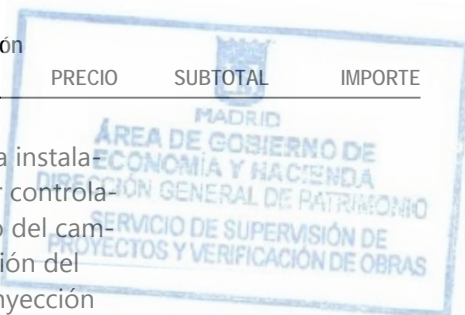 ón
PRECIO SUBTOTAL IMPORTE
MADRID
ÁREA DE GOBIERNO DE
ECONOMÍA Y HACIENDA
DIRECCIÓN GENERAL DE PATRIMONIO
SERVICIO DE SUPERVISIÓN DE
PROYECTOS Y VERIFICACIÓN DE OBRAS
a instala-
r controla-
o del cam-
ión del
nyección